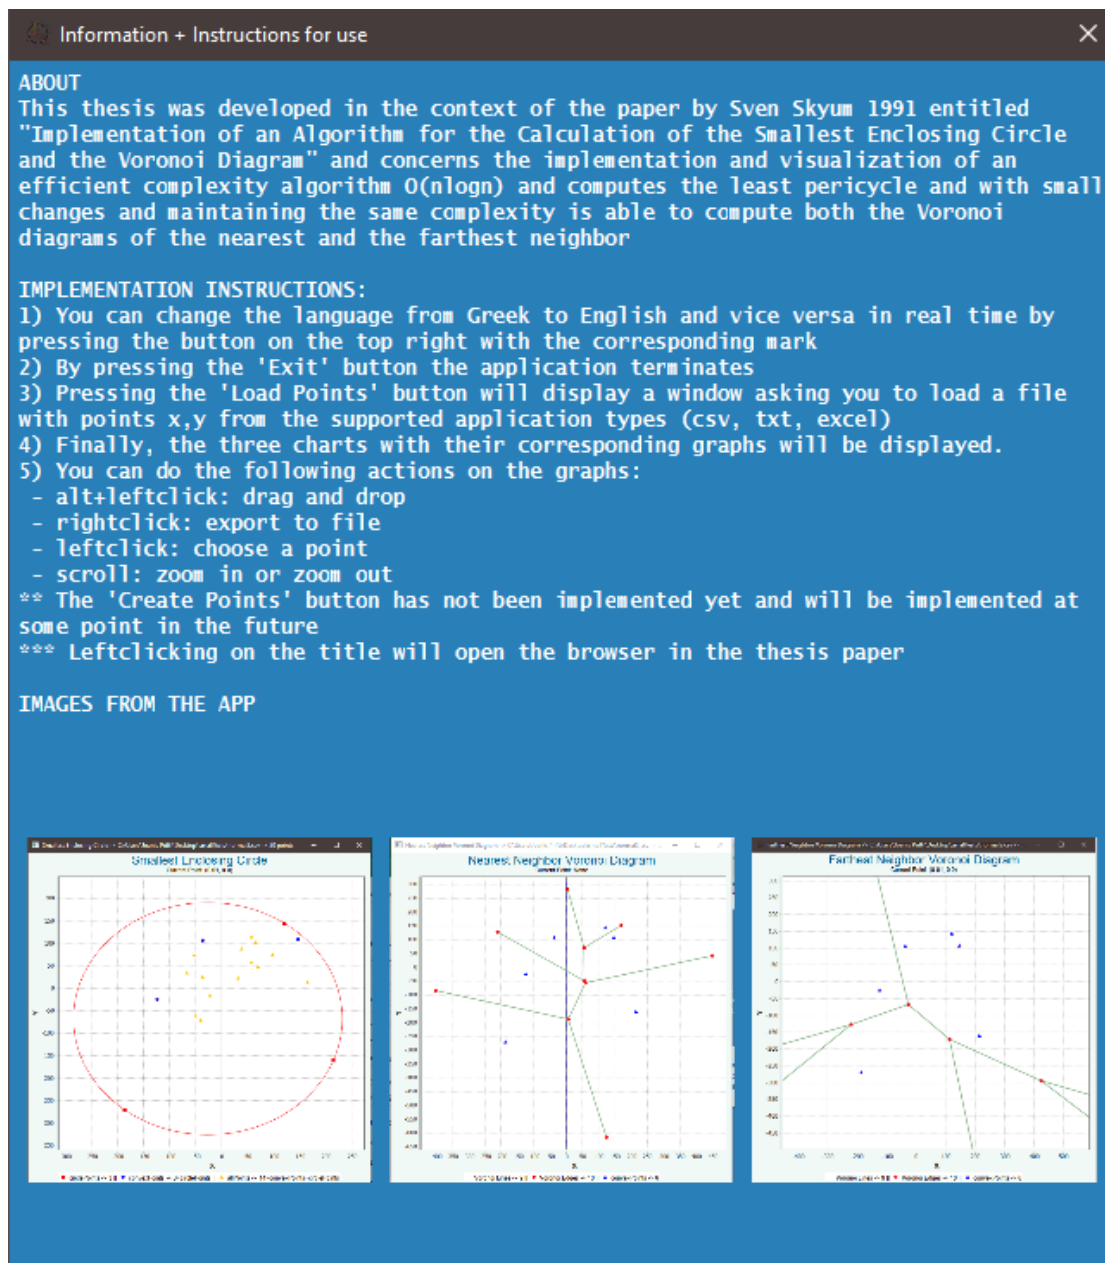 Information + Instructions for use
ABOUT
This thesis was developed in the context of the paper by Sven Skyum 1991 entitled
"Implementation of an Algorithm for the Calculation of the Smallest Enclosing Circle
and the Voronoi Diagram" and concerns the implementation and visualization of an
efficient complexity algorithm O(nlogn) and computes the least pericycle and with small
changes and maintaining the same complexity is able to compute both the Voronoi
diagrams of the nearest and the farthest neighbor
IMPLEMENTATION INSTRUCTIONS:
1) You can change the language from Greek to English and vice versa in real time by
pressing the button on the top right with the corresponding mark
2) By pressing the 'Exit' button the application terminates
3) Pressing the 'Load Points' button will display a window asking you to load a file
with points x,y from the supported application types (csv, txt, excel)
4) Finally, the three charts with their corresponding graphs will be displayed.
5) You can do the following actions on the graphs:
- alt+leftclick: drag and drop
- rightclick: export to file
- leftclick: choose a point
- scroll: zoom in or zoom out
** The 'Create Points' button has not been implemented yet and will be implemented at
some point in the future
*** Leftclicking on the title will open the browser in the thesis paper
IMAGES FROM THE APP
Smallest Enclosing Circle
Nearest Neighbor Voronoi Diagram
Farthest Neighbor Voronoi Diagram